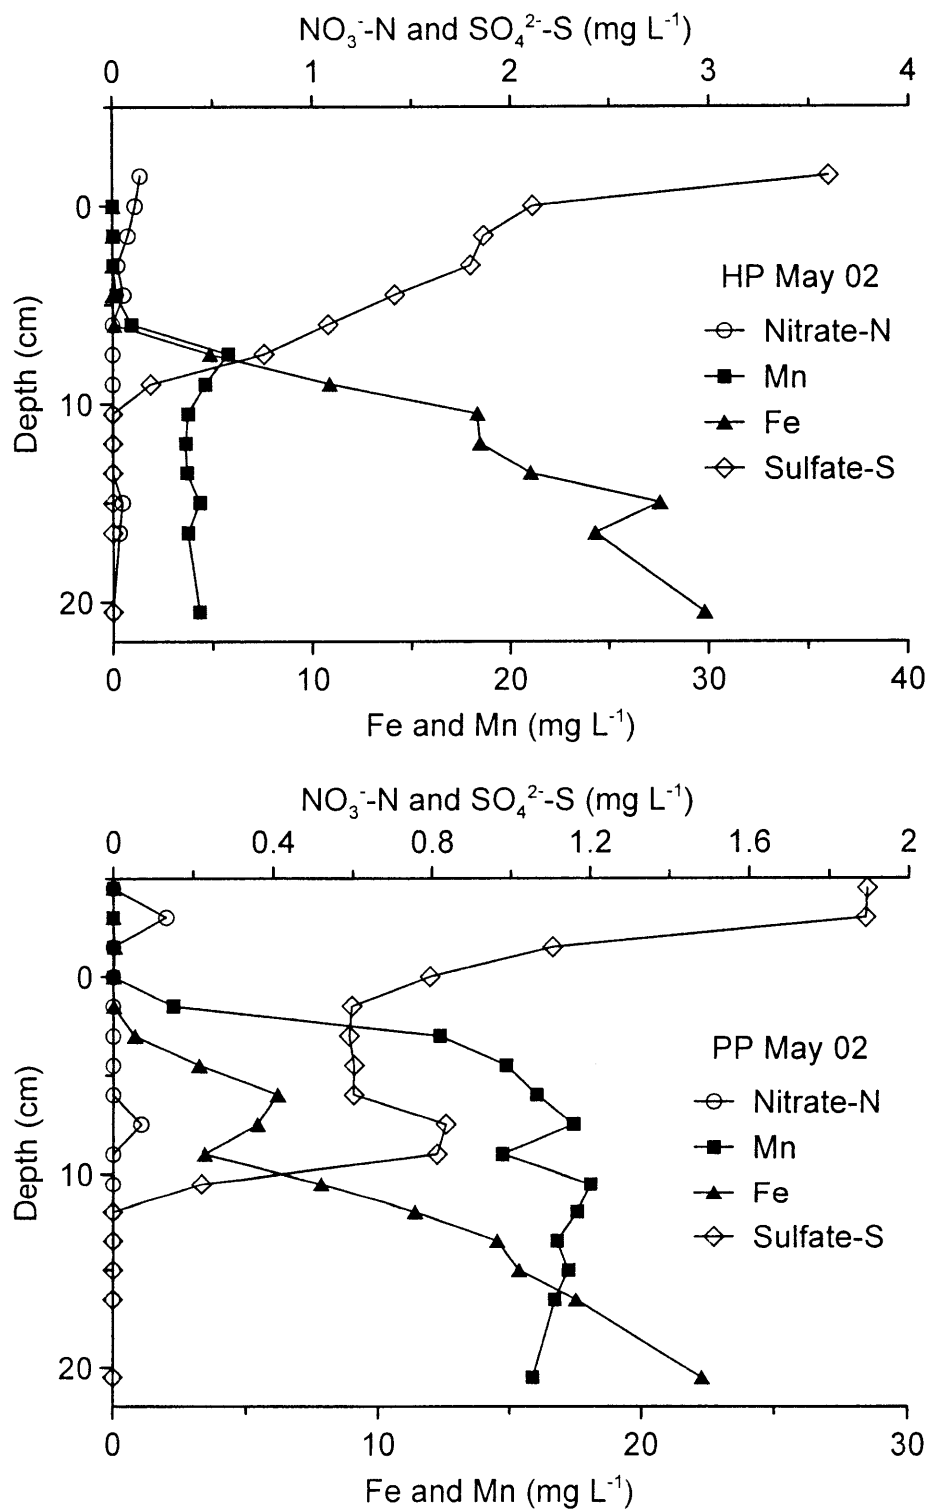 NO₃⁻-N and SO₄²⁻-S (mg L⁻¹)
0 1 2 3 4
0
10
20
Depth (cm)
HP May 02
Nitrate-N
Mn
Fe
Sulfate-S
0 10 20 30 40
Fe and Mn (mg L⁻¹)
NO₃⁻-N and SO₄²⁻-S (mg L⁻¹)
0 0.4 0.8 1.2 1.6 2
0
10
20
Depth (cm)
PP May 02
Nitrate-N
Mn
Fe
Sulfate-S
0 10 20 30
Fe and Mn (mg L⁻¹)